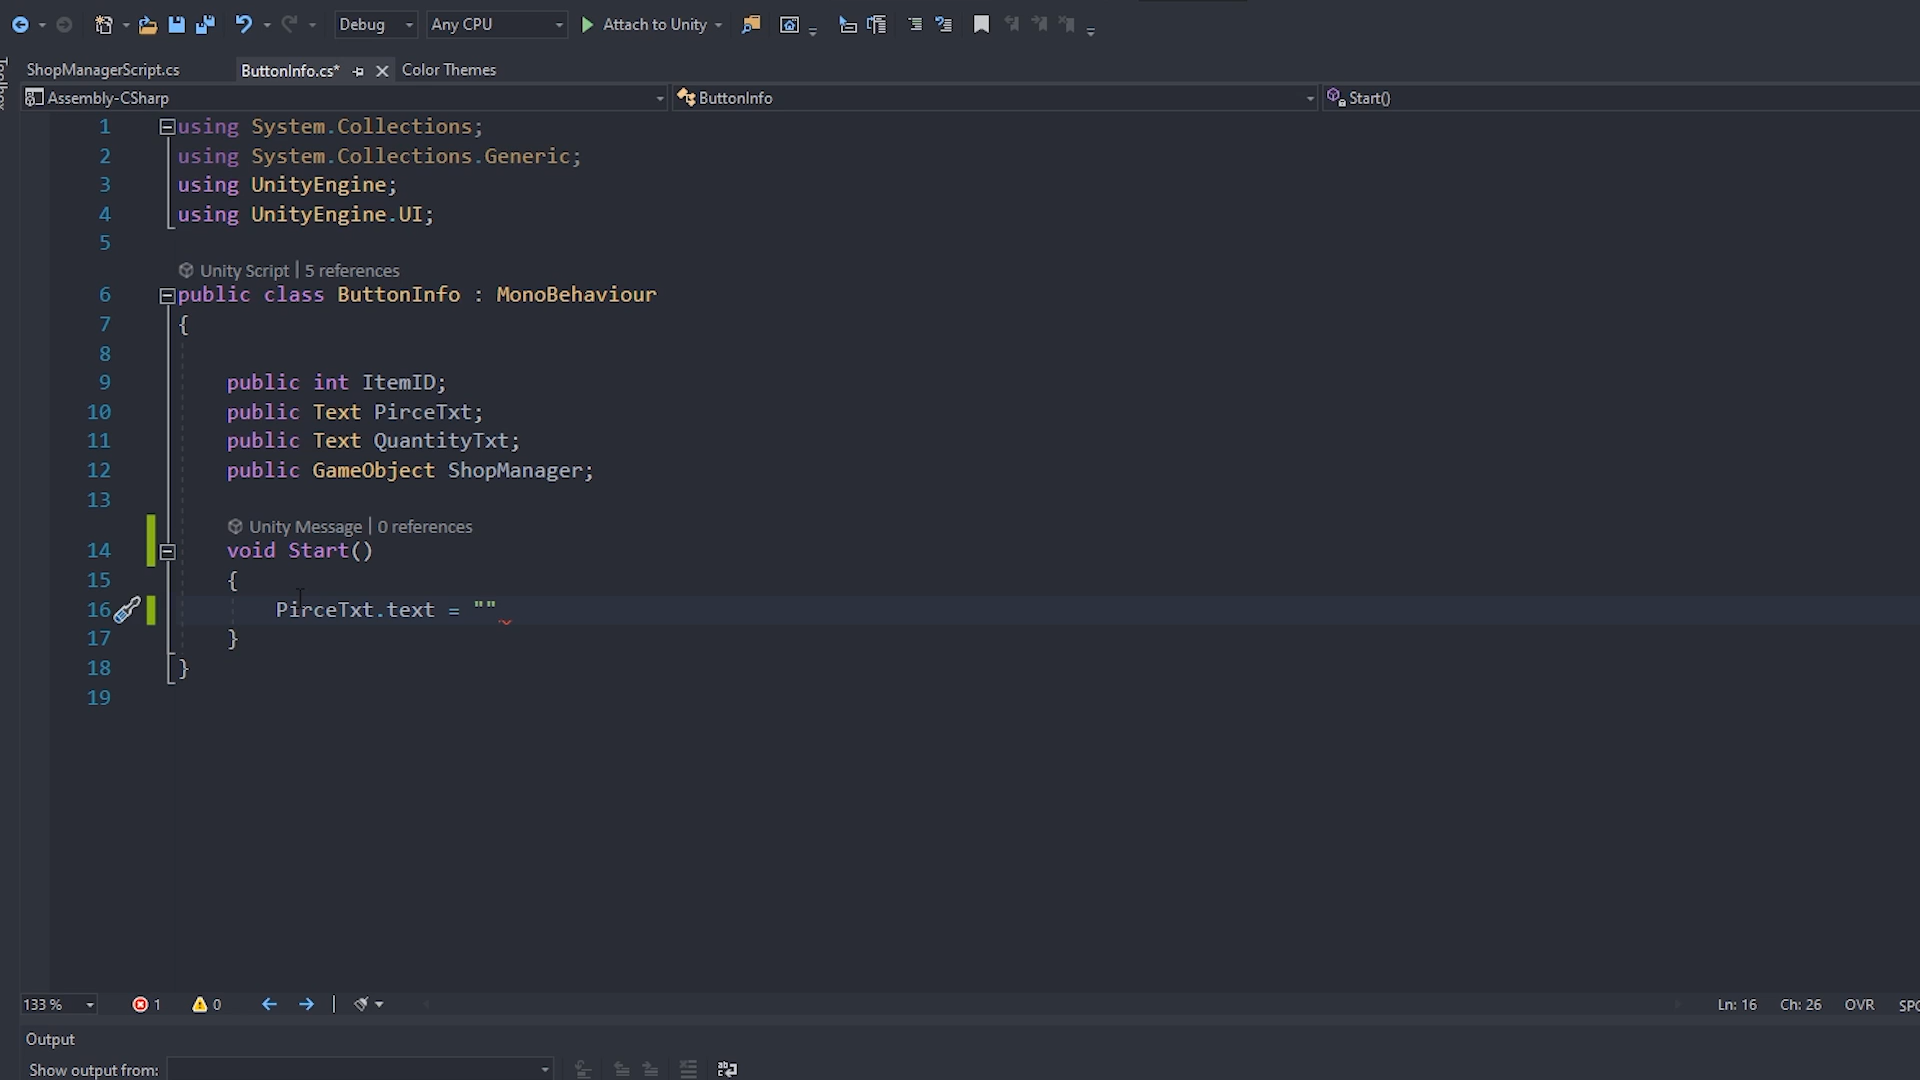 Debug Any CPU Attach to Unity
ShopManagerScript.cs ButtonInfo.cs* Color Themes
Assembly-CSharp ButtonInfo Start()
1 using System.Collections;
2 using System.Collections.Generic;
3 using UnityEngine;
4 using UnityEngine.UI;
5
Unity Script | 5 references
6 public class ButtonInfo : MonoBehaviour
7 {
8
9 public int ItemID;
10 public Text PirceTxt;
11 public Text QuantityTxt;
12 public GameObject ShopManager;
13
Unity Message | 0 references
14 void Start()
15 {
16 PirceTxt.text = ""
17 }
18 }
19
133 % 1 0 Ln: 16 Ch: 26 OVR
Output
Show output from: